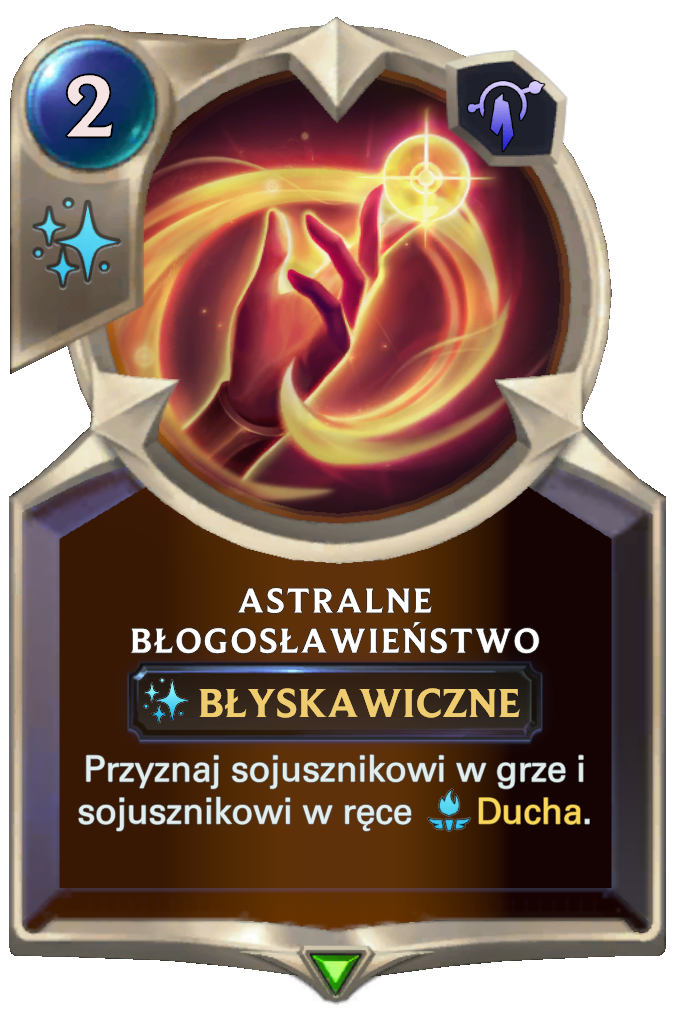 2
ASTRALNE
BŁOGOSŁAWIEŃSTWO
BŁYSKAWICZNE
Przyznaj sojusznikowi w grze i
sojusznikowi w ręce Ducha.